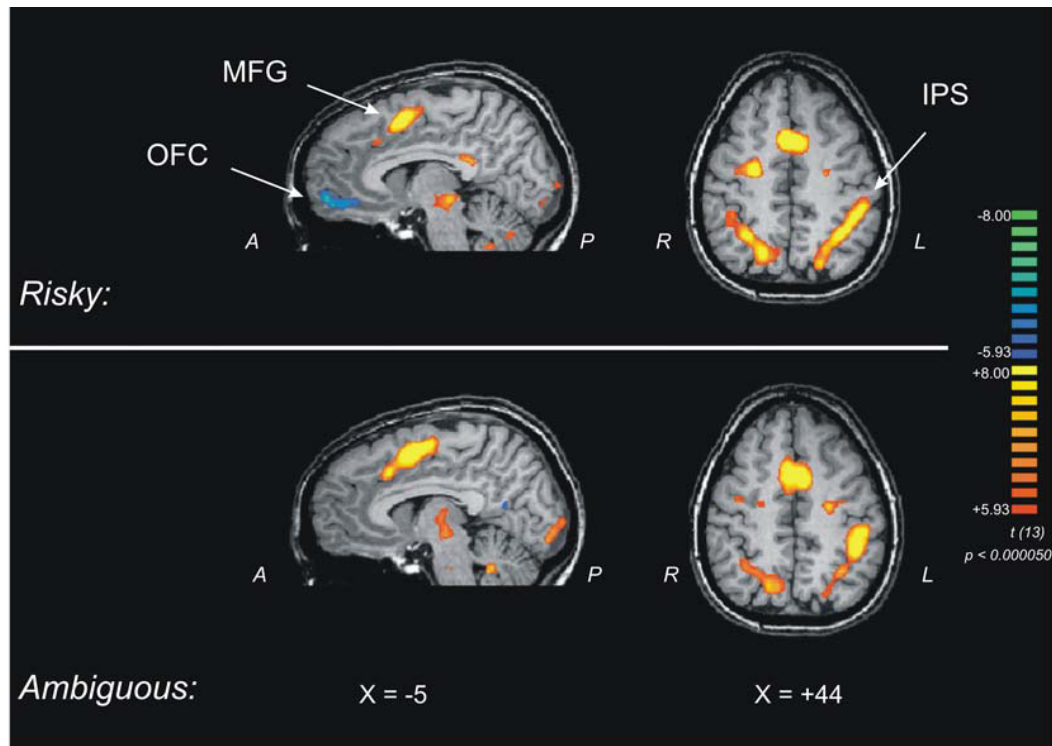 MFG
OFC
IPS
A
P
R
L
Risky:
-8.00
-5.93
+8.00
+5.93
t (13)
p < 0.000050
A
P
R
L
Ambiguous:
X = -5
X = +44